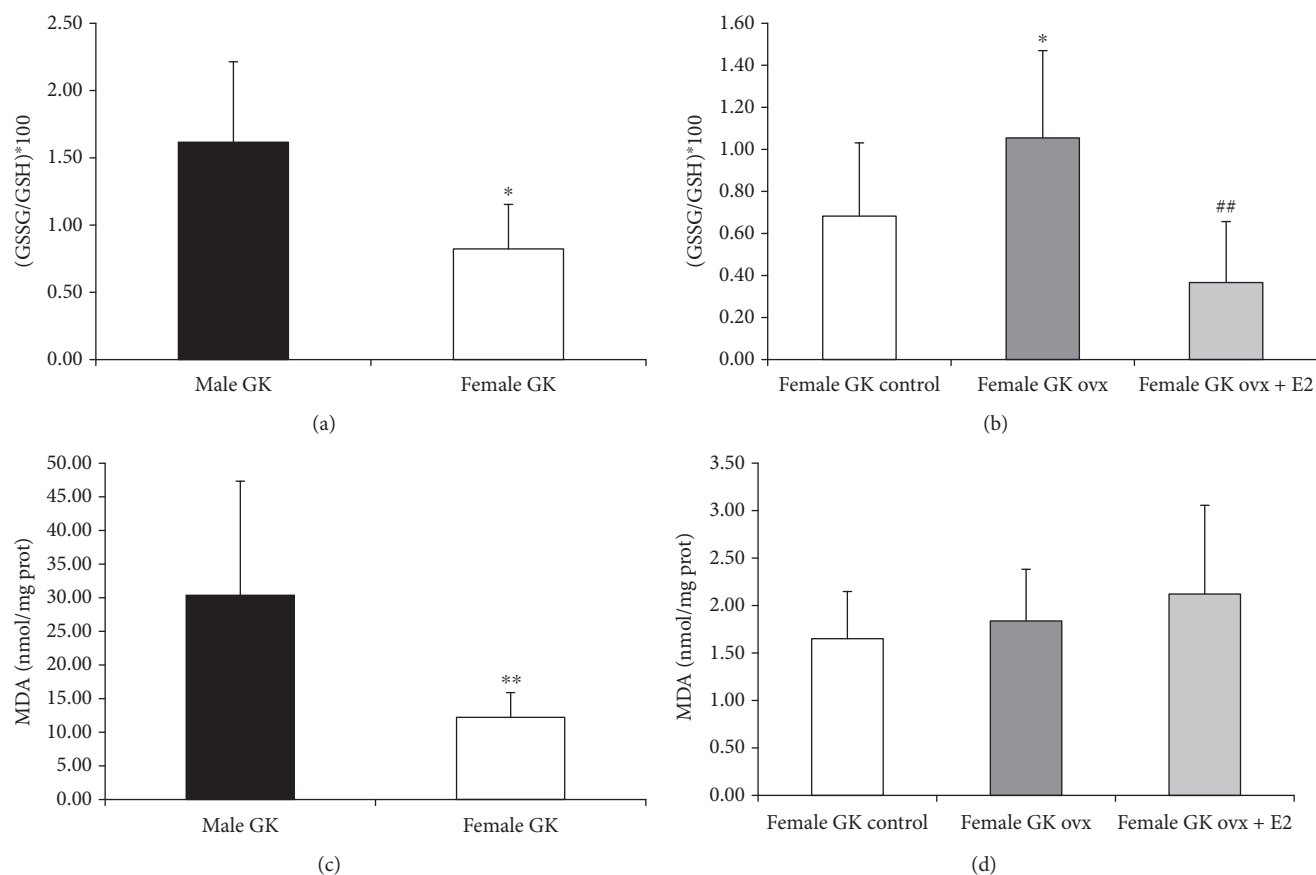 (GSSG/GSH)*100
2.50
2.00
1.50
1.00
0.50
0.00
*
Male GK
Female GK
(a)
(GSSG/GSH)*100
1.60
1.40
1.20
1.00
0.80
0.60
0.40
0.20
0.00
*
##
Female GK control
Female GK ovx
Female GK ovx + E2
(b)
MDA (nmol/mg prot)
50.00
45.00
40.00
35.00
30.00
25.00
20.00
15.00
10.00
5.00
0.00
**
Male GK
Female GK
(c)
MDA (nmol/mg prot)
3.50
3.00
2.50
2.00
1.50
1.00
0.50
0.00
Female GK control
Female GK ovx
Female GK ovx + E2
(d)